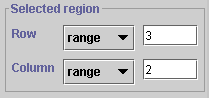 Selected region
Row range 3
Column range 2